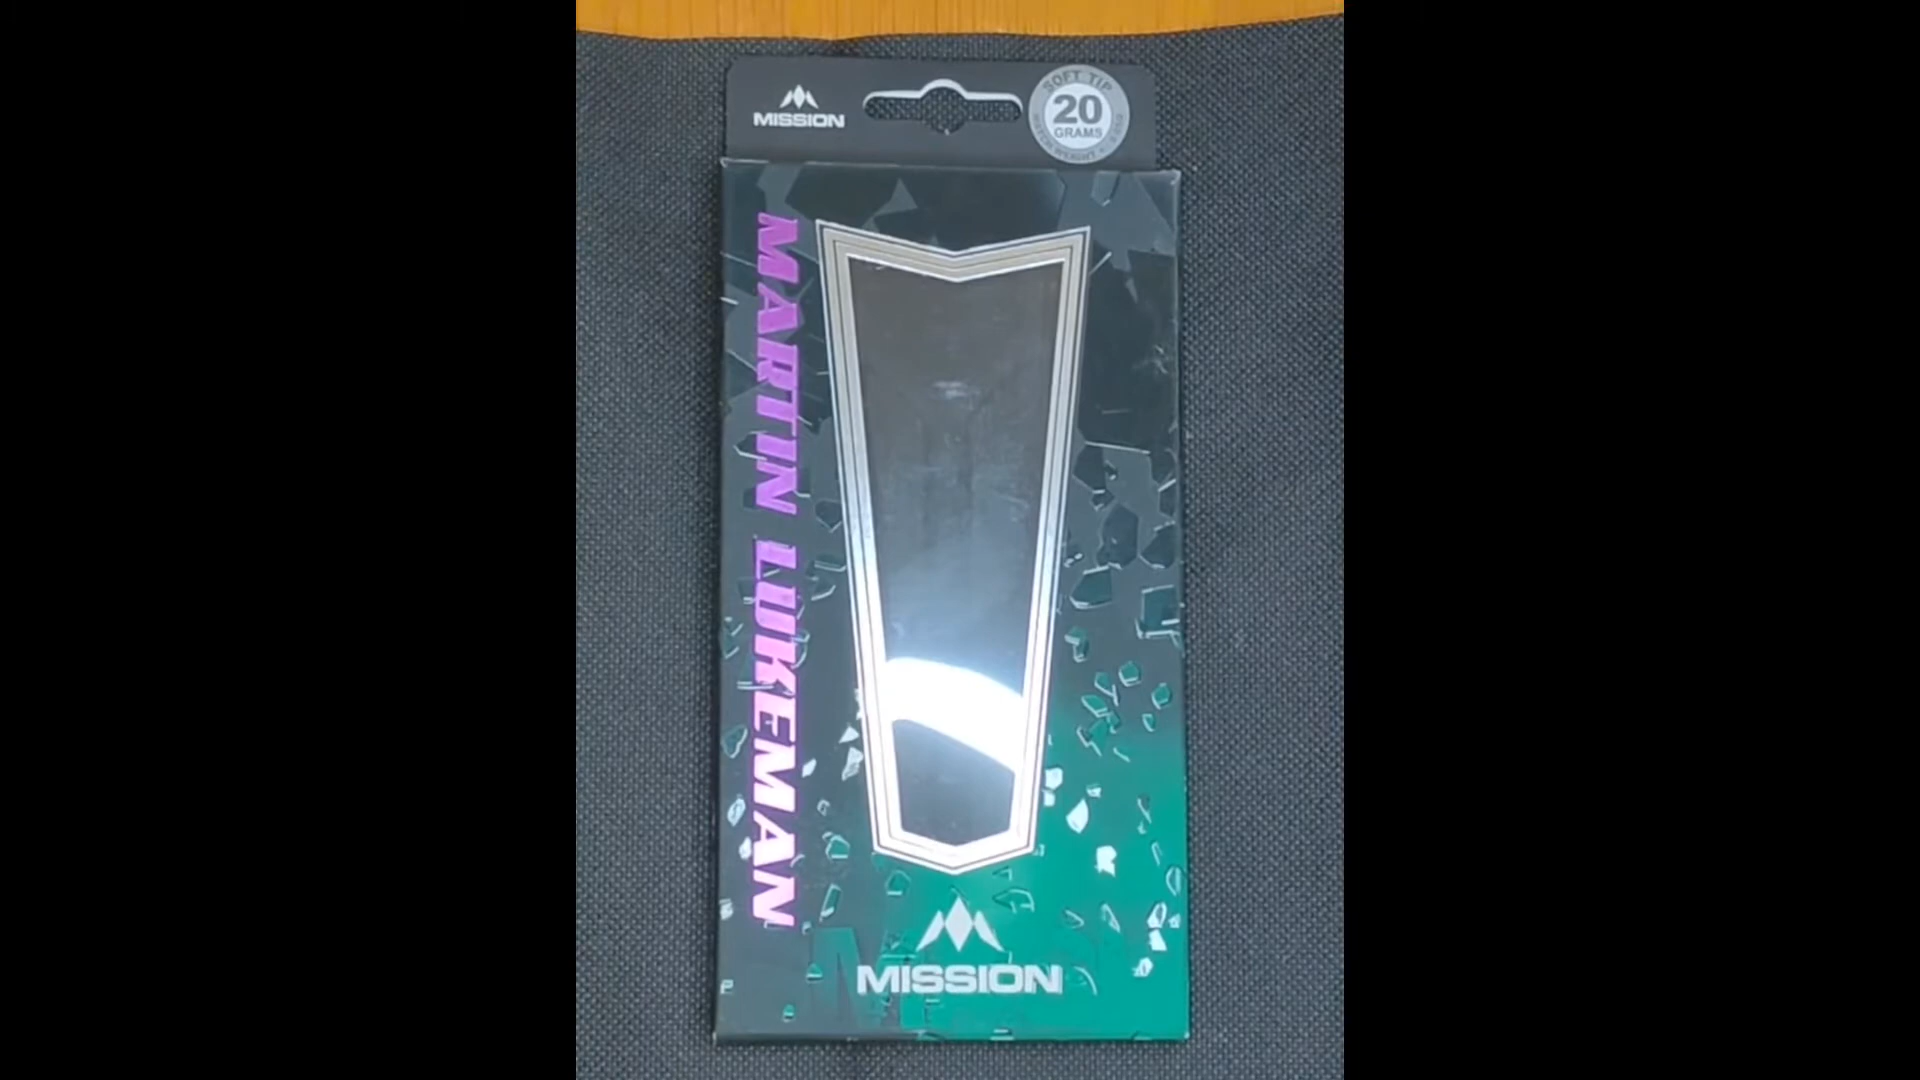 MISSION
SOFT TIP
20
GRAMS
MARTIN LUKEMAN
MISSION